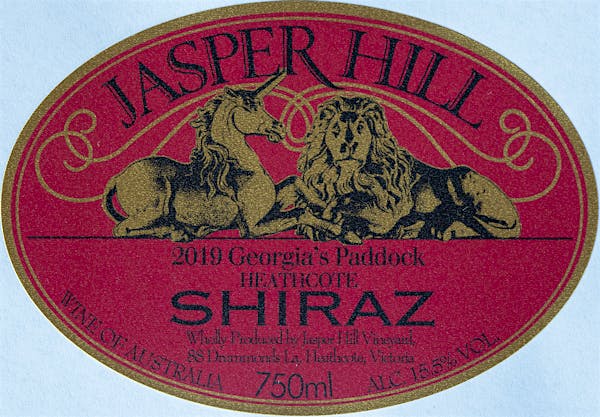 JASPER HILL
2019 Georgia's Paddock
HEATHCOTE
SHIRAZ
Wholly Produced by Jasper Hill Vineyard,
88 Drummonds La, Heathcote, Victoria
WINE OF AUSTRALIA 750ml ALC 15.5% VOL